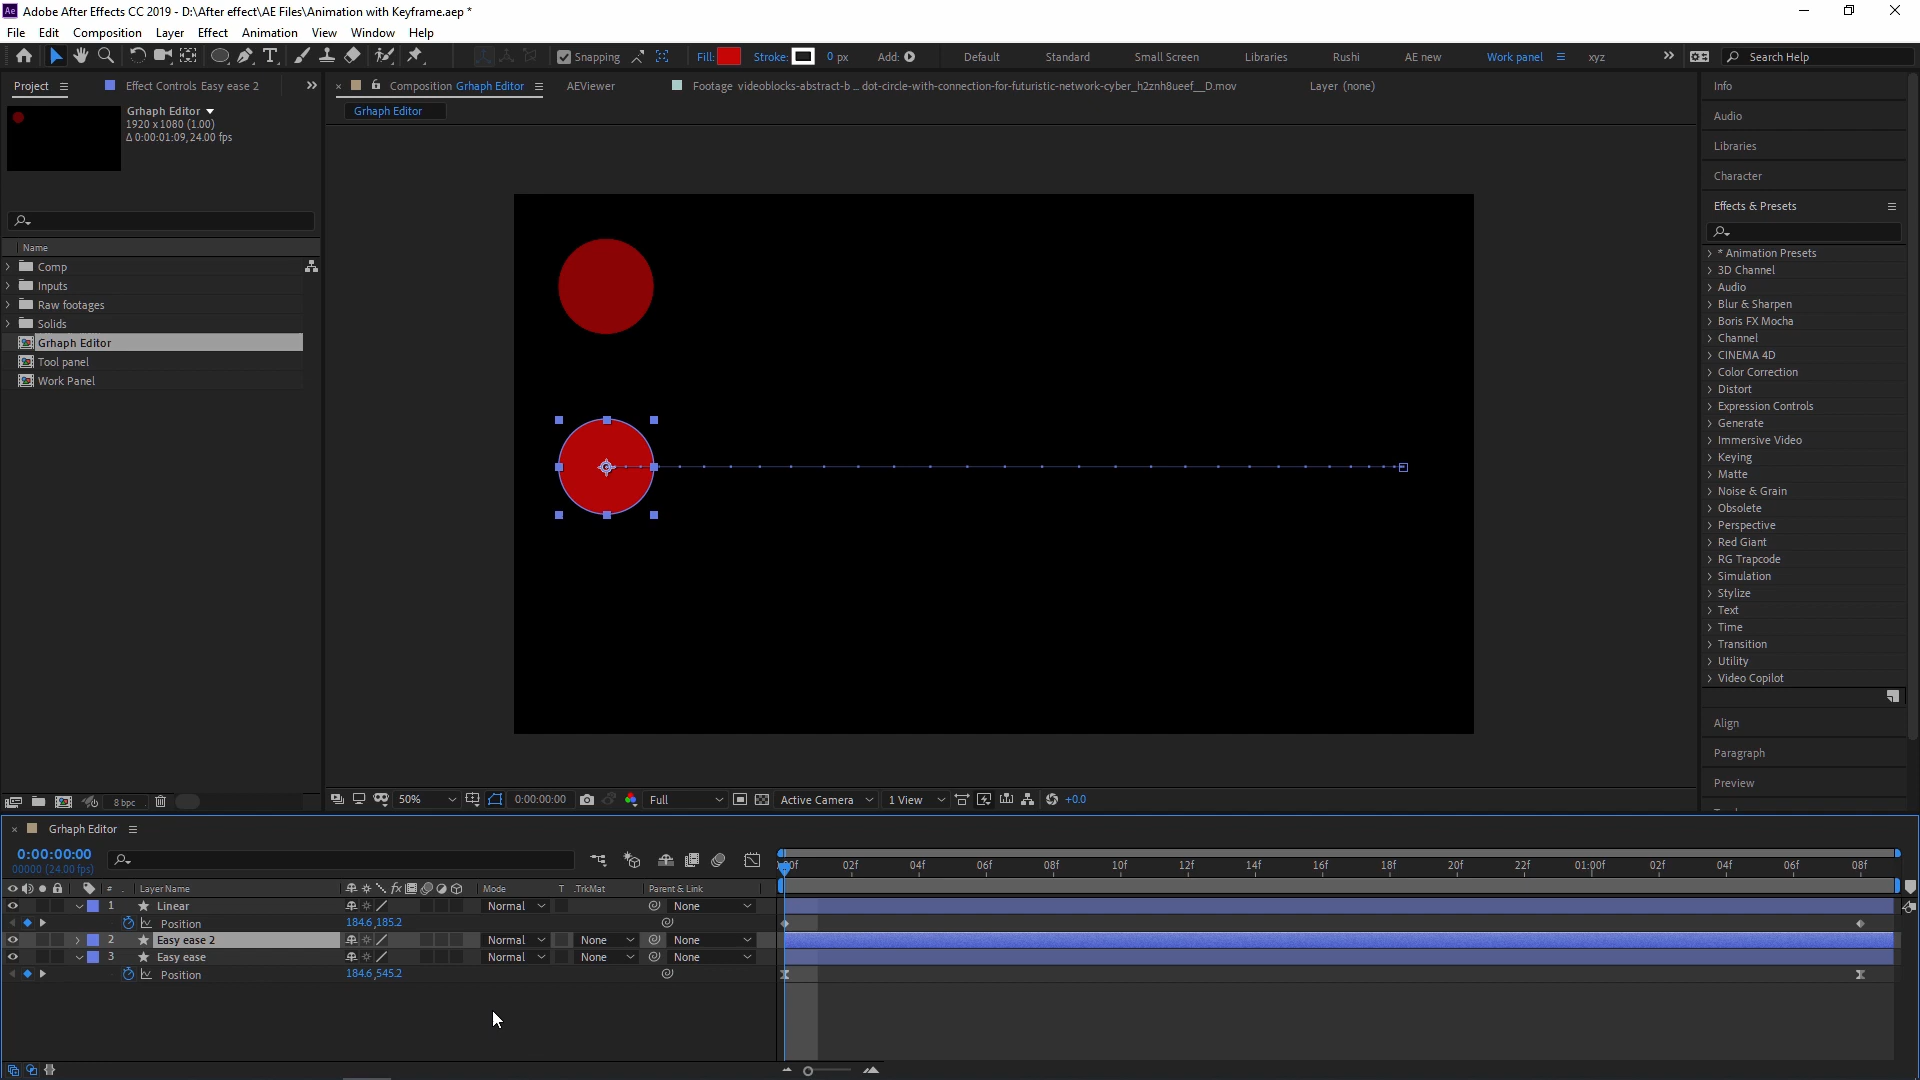 Adobe After Effects CC 2019 - D:\After effect\AE Files\Animation with Keyframe.aep *
File Edit Composition Layer Effect Animation View Window Help
Snapping Fill: Stroke: 0 px Add: Default Standard Small Screen Libraries Rushi AE new Work panel xyz Search Help
Project Effect Controls Easy ease 2
Composition Grhaph Editor AEViewer Footage videoblocks-abstract-b ... dot-circle-with-connection-for-futuristic-network-cyber_h2znh8ueef__D.mov Layer (none)
Grhaph Editor
Grhaph Editor
1920 x 1080 (1.00)
Δ 0:00:01:09, 24.00 fps
Name
Comp
Inputs
Raw footages
Solids
Grhaph Editor
Tool panel
Work Panel
8 bpc
50% 0:00:00:00 Full Active Camera 1 View +0.0
Info
Audio
Libraries
Character
Effects & Presets
* Animation Presets
3D Channel
Audio
Blur & Sharpen
Boris FX Mocha
Channel
CINEMA 4D
Color Correction
Distort
Expression Controls
Generate
Immersive Video
Keying
Matte
Noise & Grain
Obsolete
Perspective
Red Giant
RG Trapcode
Simulation
Stylize
Text
Time
Transition
Utility
Video Copilot
Align
Paragraph
Preview
Grhaph Editor
0:00:00:00
00000 (24.00 fps)
02f 04f 06f 08f 10f 12f 14f 16f 18f 20f 22f 01:00f 02f 04f 06f 08f
# Layer Name Mode T .TrkMat Parent & Link
1 Linear Normal None
Position 184.6,185.2
2 Easy ease 2 Normal None None
3 Easy ease Normal None None
Position 184.6,545.2